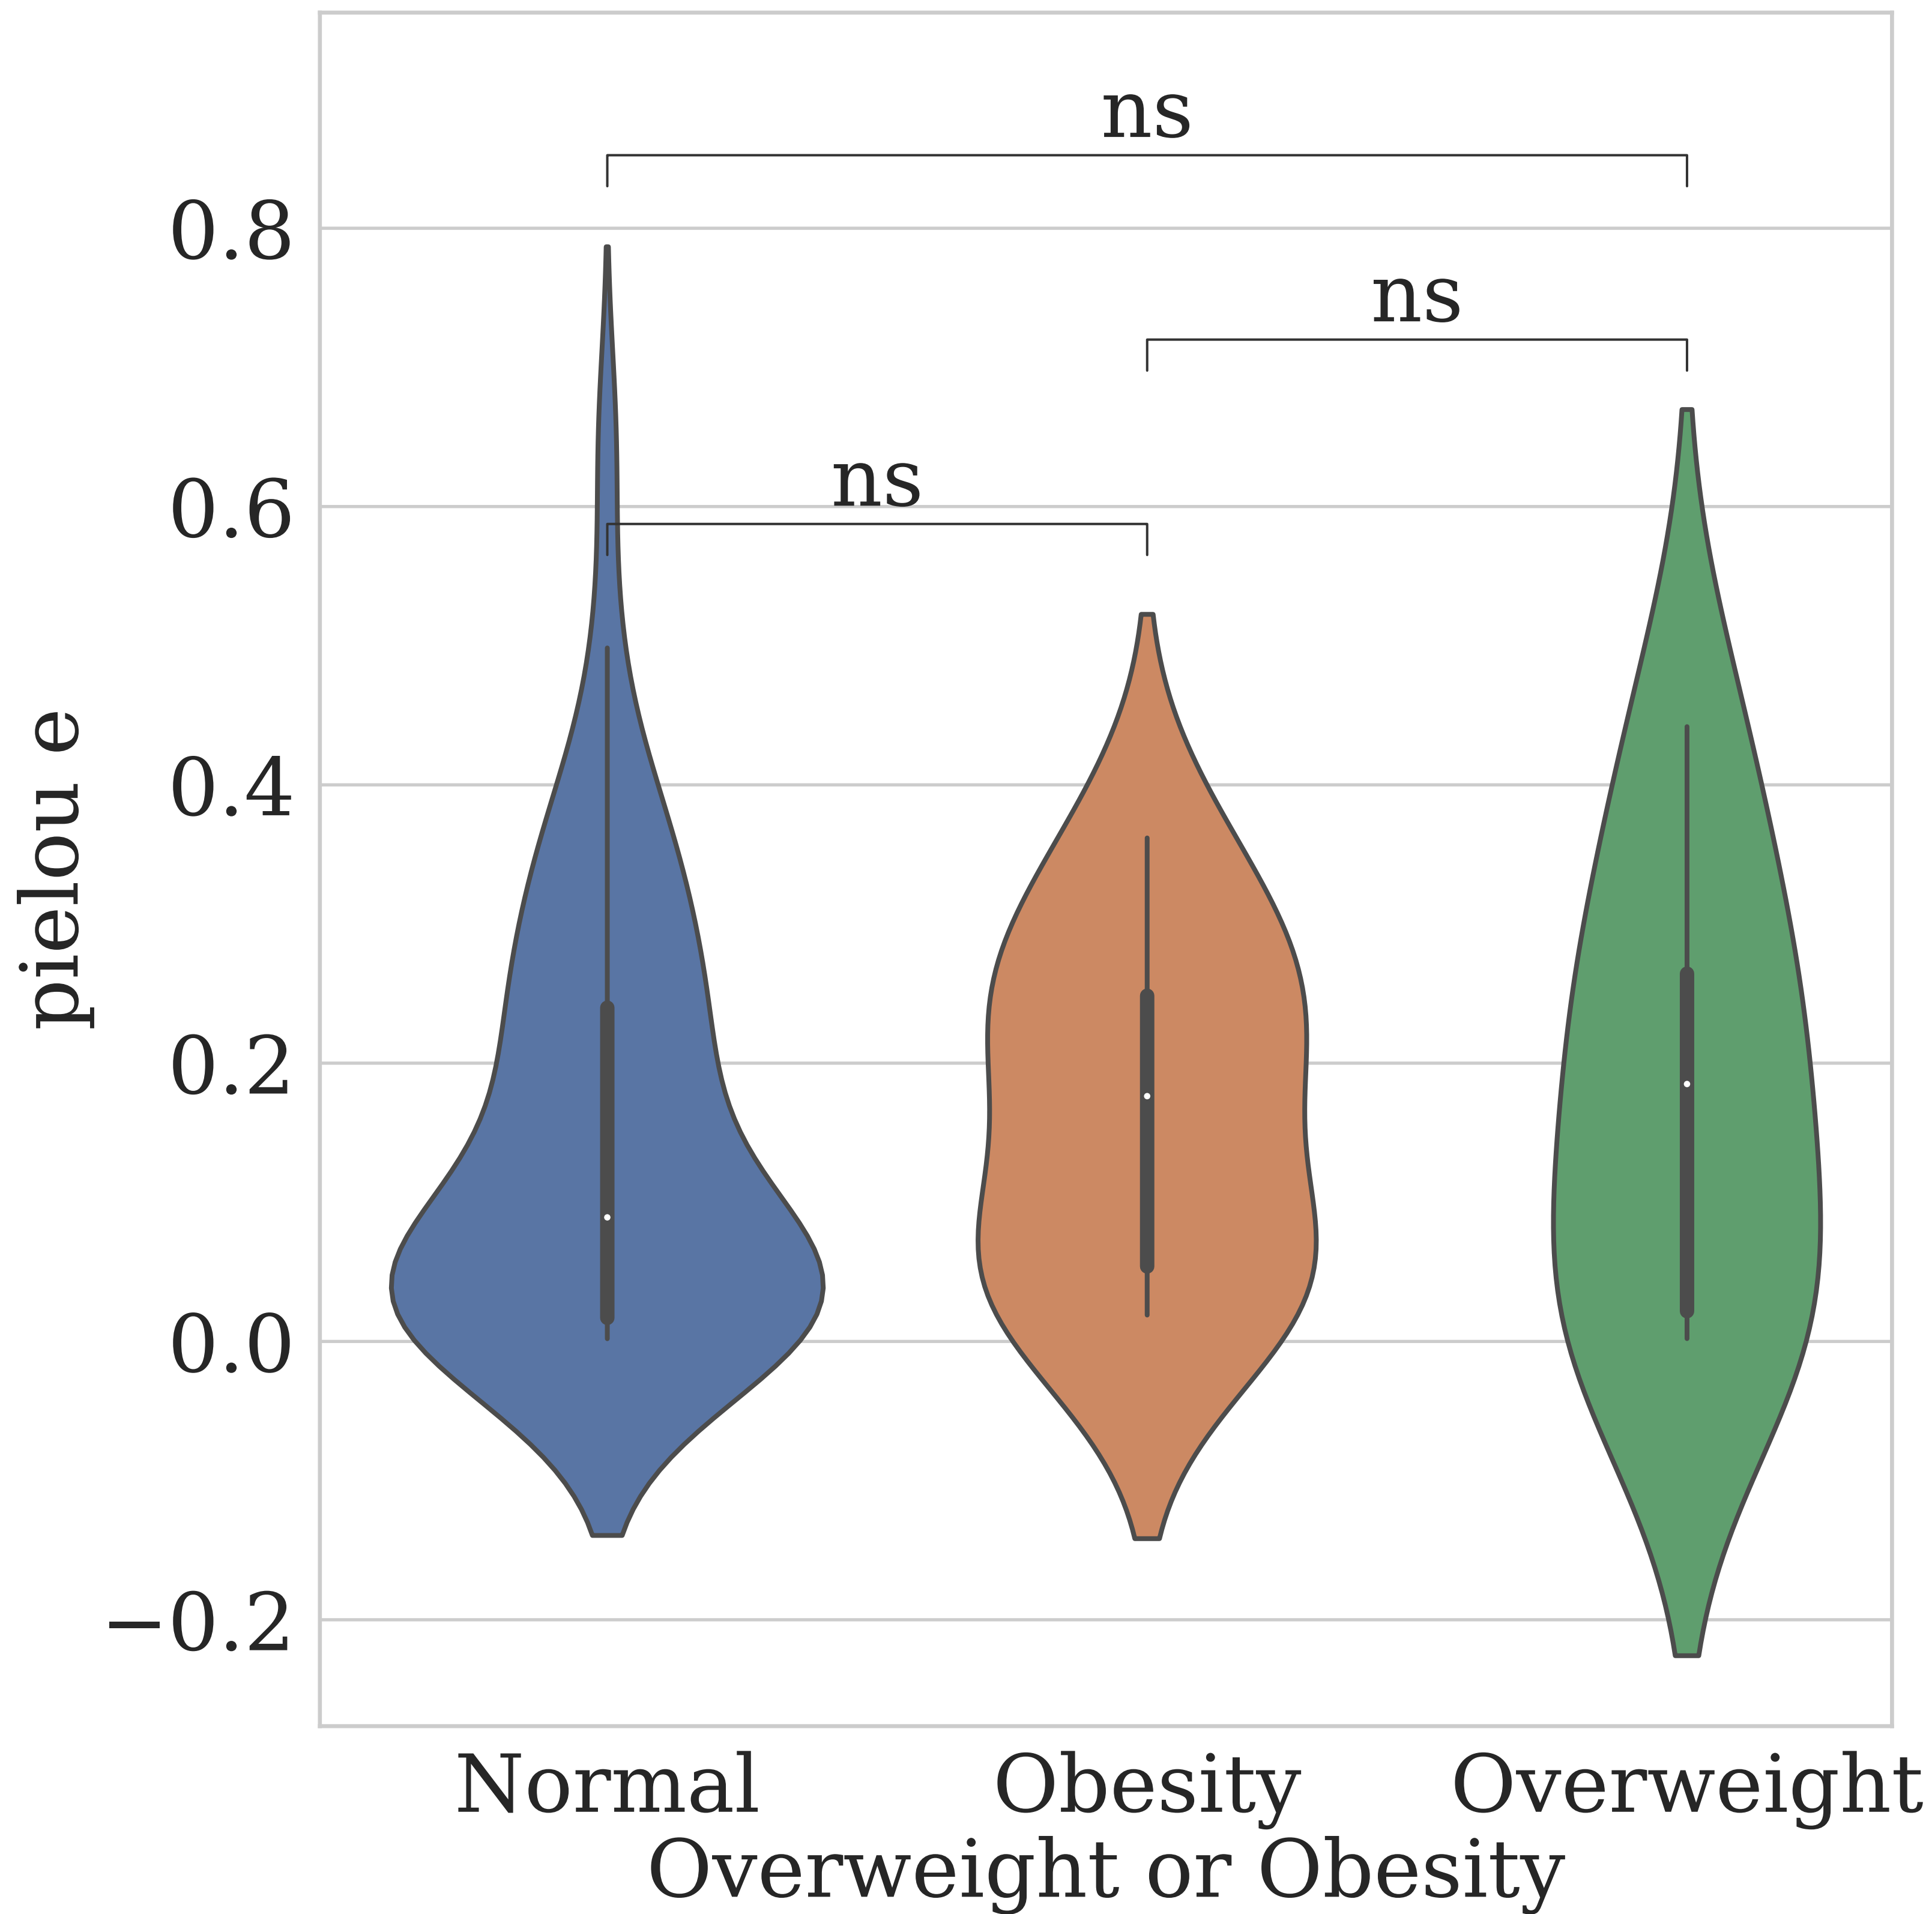 ns
ns
ns
0.8
0.6
0.4
0.2
0.0
−0.2
pielou e
Normal
Obesity
Overweight
Overweight or Obesity